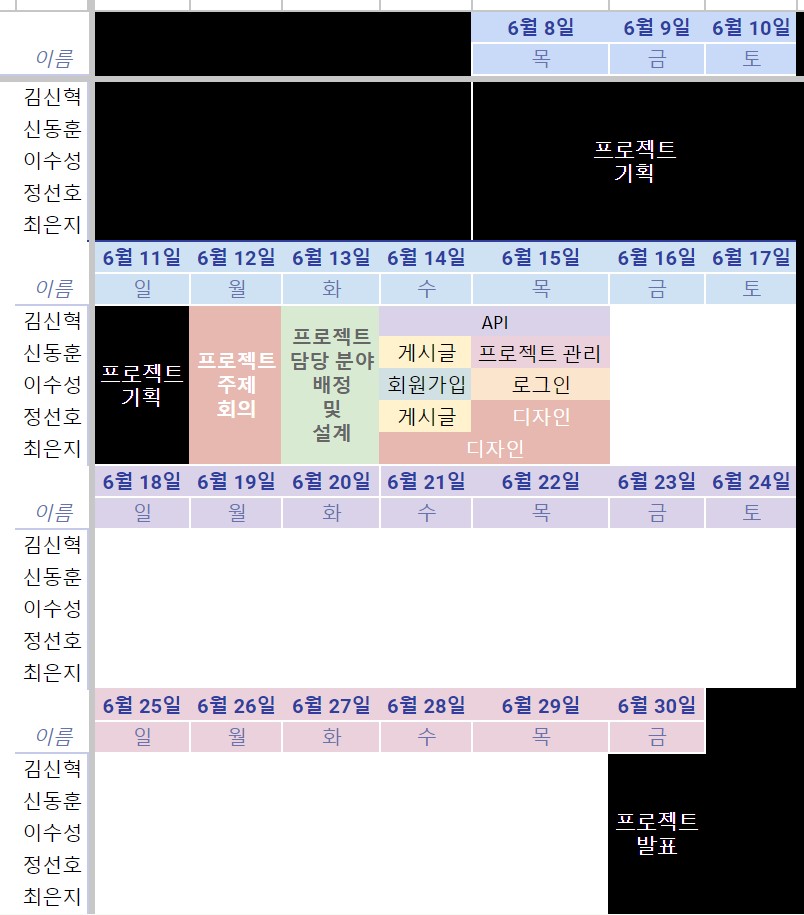 6월 8일 6월 9일 6월 10일
이름 목 금 토
김신혁
신동훈
이수성
정선호
최은지
프로젝트
기획
6월 11일 6월 12일 6월 13일 6월 14일 6월 15일 6월 16일 6월 17일
이름 일 월 화 수 목 금 토
김신혁
신동훈
이수성
정선호
최은지
프로젝트
기획
프로젝트
주제
회의
프로젝트
담당 분야
배정
및
설계
API
게시글 프로젝트 관리
회원가입 로그인
게시글 디자인
디자인
6월 18일 6월 19일 6월 20일 6월 21일 6월 22일 6월 23일 6월 24일
이름 일 월 화 수 목 금 토
김신혁
신동훈
이수성
정선호
최은지
6월 25일 6월 26일 6월 27일 6월 28일 6월 29일 6월 30일
이름 일 월 화 수 목 금
김신혁
신동훈
이수성
정선호
최은지
프로젝트
발표